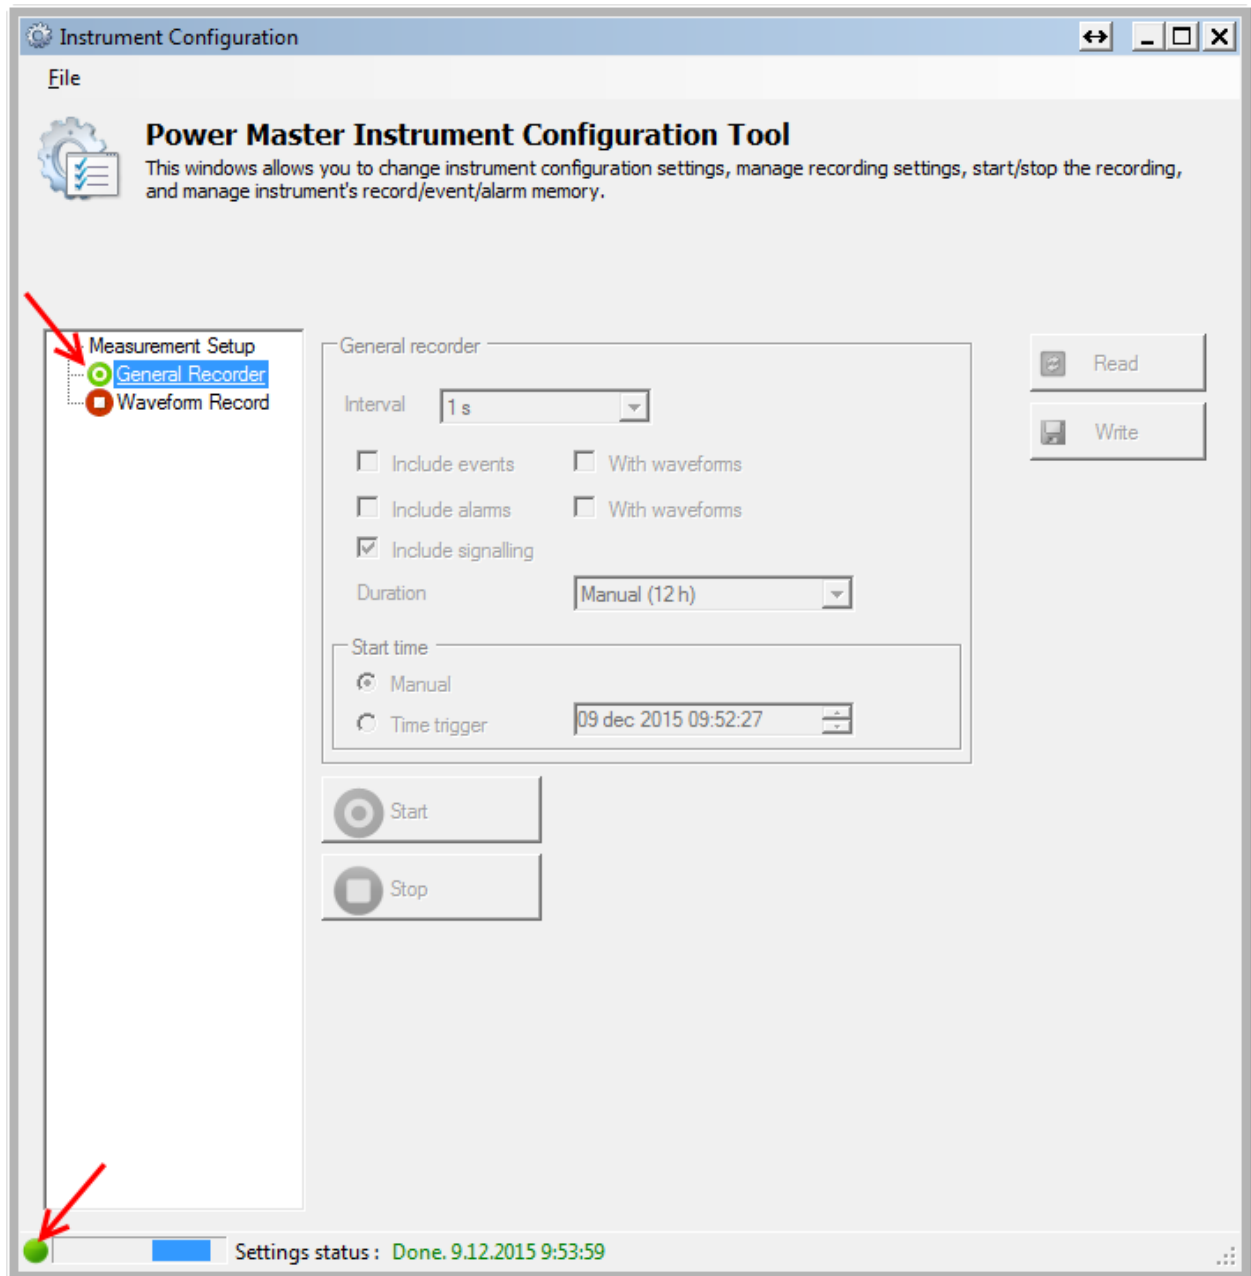 Instrument Configuration
File
Power Master Instrument Configuration Tool
This windows allows you to change instrument configuration settings, manage recording settings, start/stop the recording,
and manage instrument's record/event/alarm memory.
Measurement Setup
General Recorder
Waveform Record
General recorder
Interval 1 s
Include events With waveforms
Include alarms With waveforms
Include signalling
Duration Manual (12 h)
Start time
Manual
Time trigger 09 dec 2015 09:52:27
Start
Stop
Read
Write
Settings status : Done. 9.12.2015 9:53:59